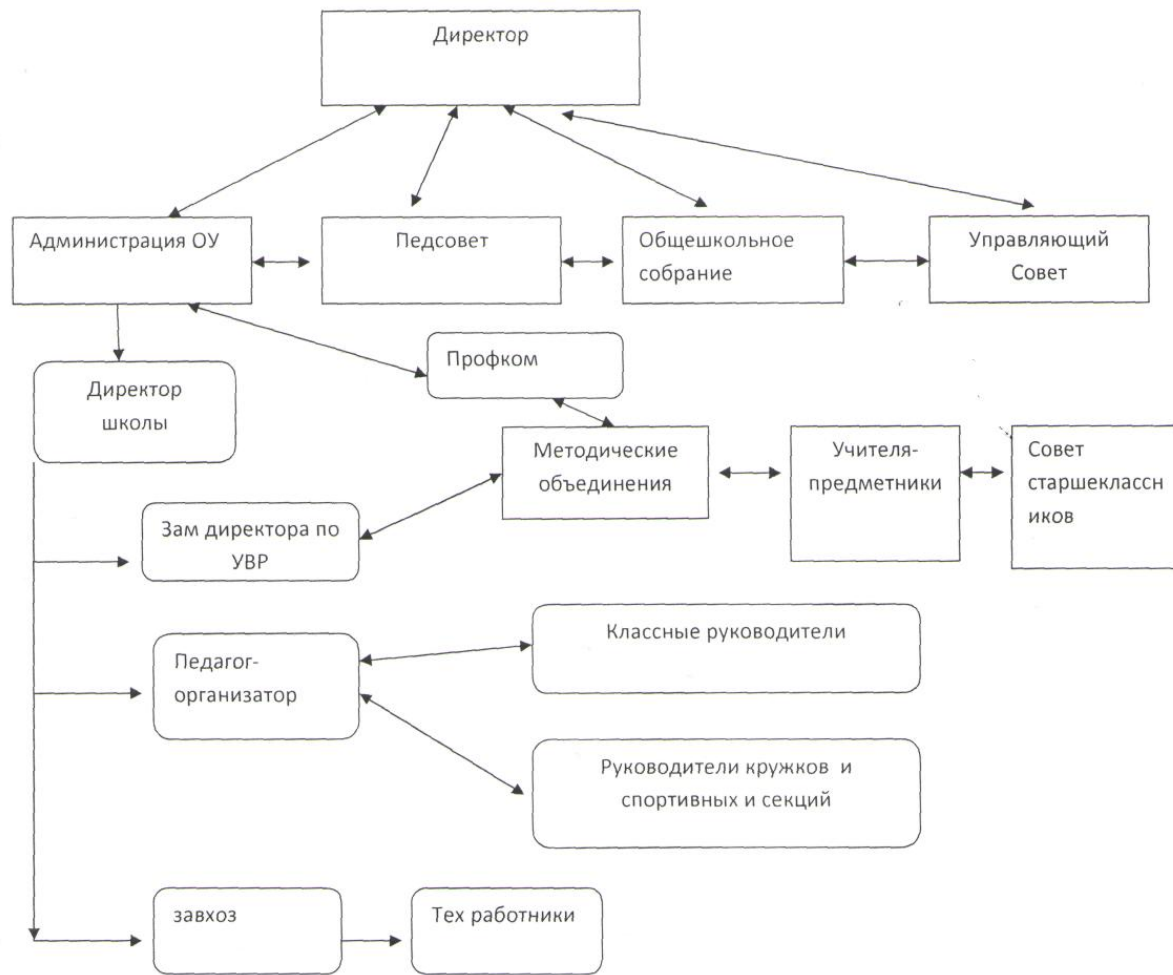 Директор
Администрация ОУ
Педсовет
Общешкольное
собрание
Управляющий
Совет
Директор
школы
Профком
Методические
объединения
Учителя-
предметники
Совет
старшеклассн
иков
Зам директора по
УВР
Педагог-
организатор
Классные руководители
Руководители кружков и
спортивных и секций
завхоз
Тех работники